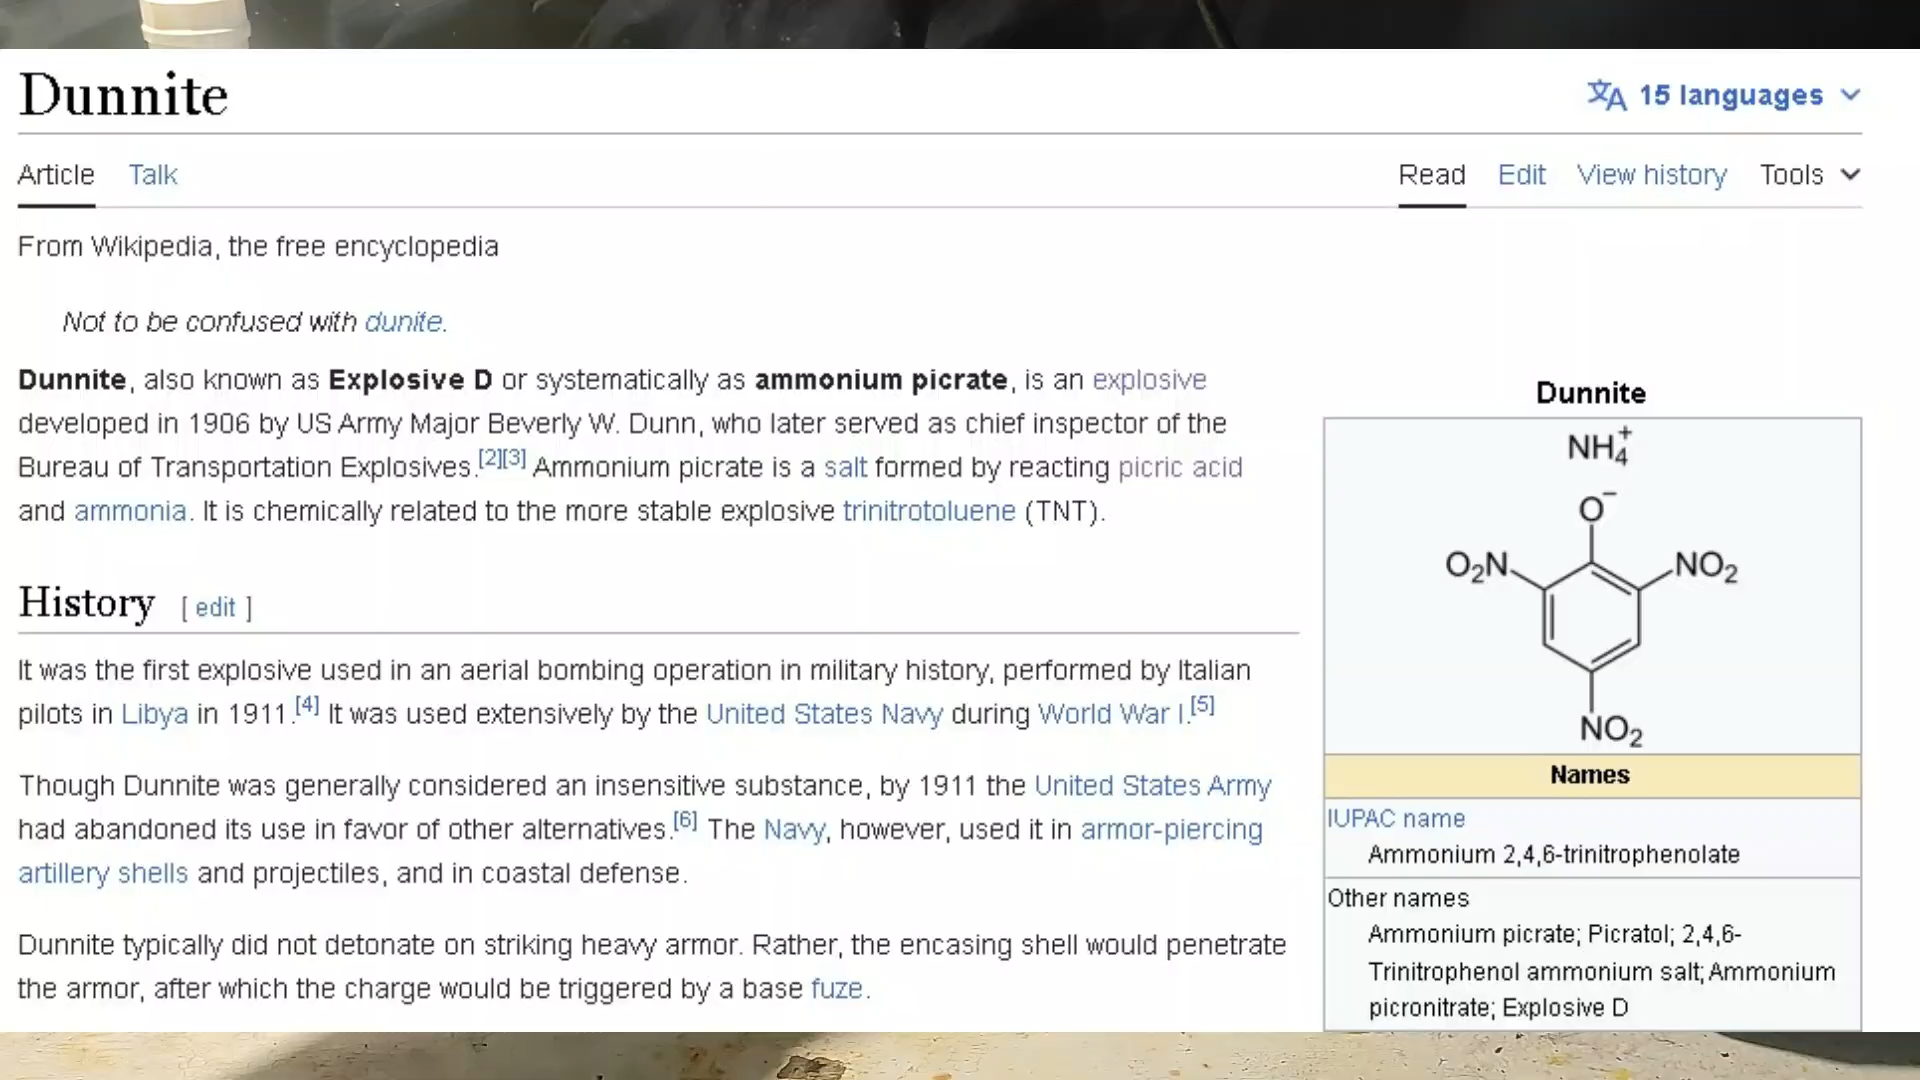 Dunnite
15 languages
Article Talk Read Edit View history Tools
From Wikipedia, the free encyclopedia
Not to be confused with dunite.
Dunnite, also known as Explosive D or systematically as ammonium picrate, is an explosive
developed in 1906 by US Army Major Beverly W. Dunn, who later served as chief inspector of the
Bureau of Transportation Explosives.[2][3] Ammonium picrate is a salt formed by reacting picric acid
and ammonia. It is chemically related to the more stable explosive trinitrotoluene (TNT).
History [ edit ]
It was the first explosive used in an aerial bombing operation in military history, performed by Italian
pilots in Libya in 1911.[4] It was used extensively by the United States Navy during World War I.[5]
Though Dunnite was generally considered an insensitive substance, by 1911 the United States Army
had abandoned its use in favor of other alternatives.[6] The Navy, however, used it in armor-piercing
artillery shells and projectiles, and in coastal defense.
Dunnite typically did not detonate on striking heavy armor. Rather, the encasing shell would penetrate
the armor, after which the charge would be triggered by a base fuze.
Dunnite
NH₄⁺
O⁻
O₂N NO₂
NO₂
Names
IUPAC name
Ammonium 2,4,6-trinitrophenolate
Other names
Ammonium picrate; Picratol; 2,4,6-
Trinitrophenol ammonium salt; Ammonium
picronitrate; Explosive D